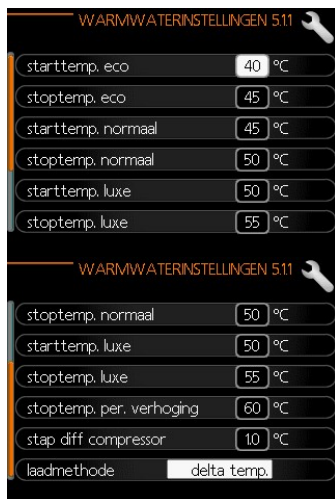 WARMWATERINSTELLINGEN 5.1.1
starttemp. eco 40 °C
stoptemp. eco 45 °C
starttemp. normaal 45 °C
stoptemp. normaal 50 °C
starttemp. luxe 50 °C
stoptemp. luxe 55 °C
WARMWATERINSTELLINGEN 5.1.1
stoptemp. normaal 50 °C
starttemp. luxe 50 °C
stoptemp. luxe 55 °C
stoptemp. per. verhoging 60 °C
stap diff compressor 1.0 °C
laadmethode delta temp.